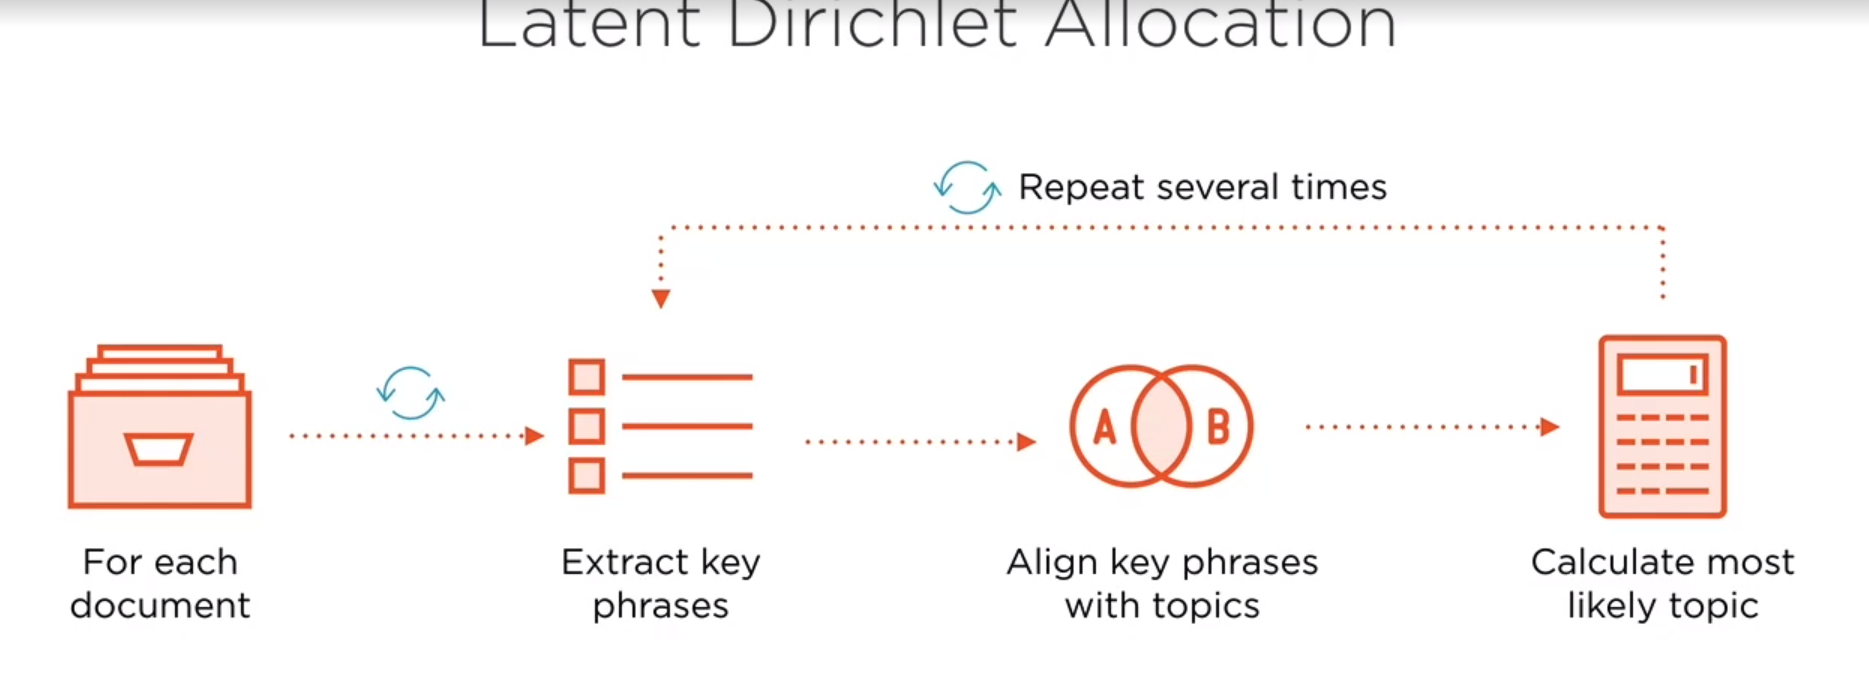 Latent Dirichlet Allocation
Repeat several times
A B
For each
document
Extract key
phrases
Align key phrases
with topics
Calculate most
likely topic